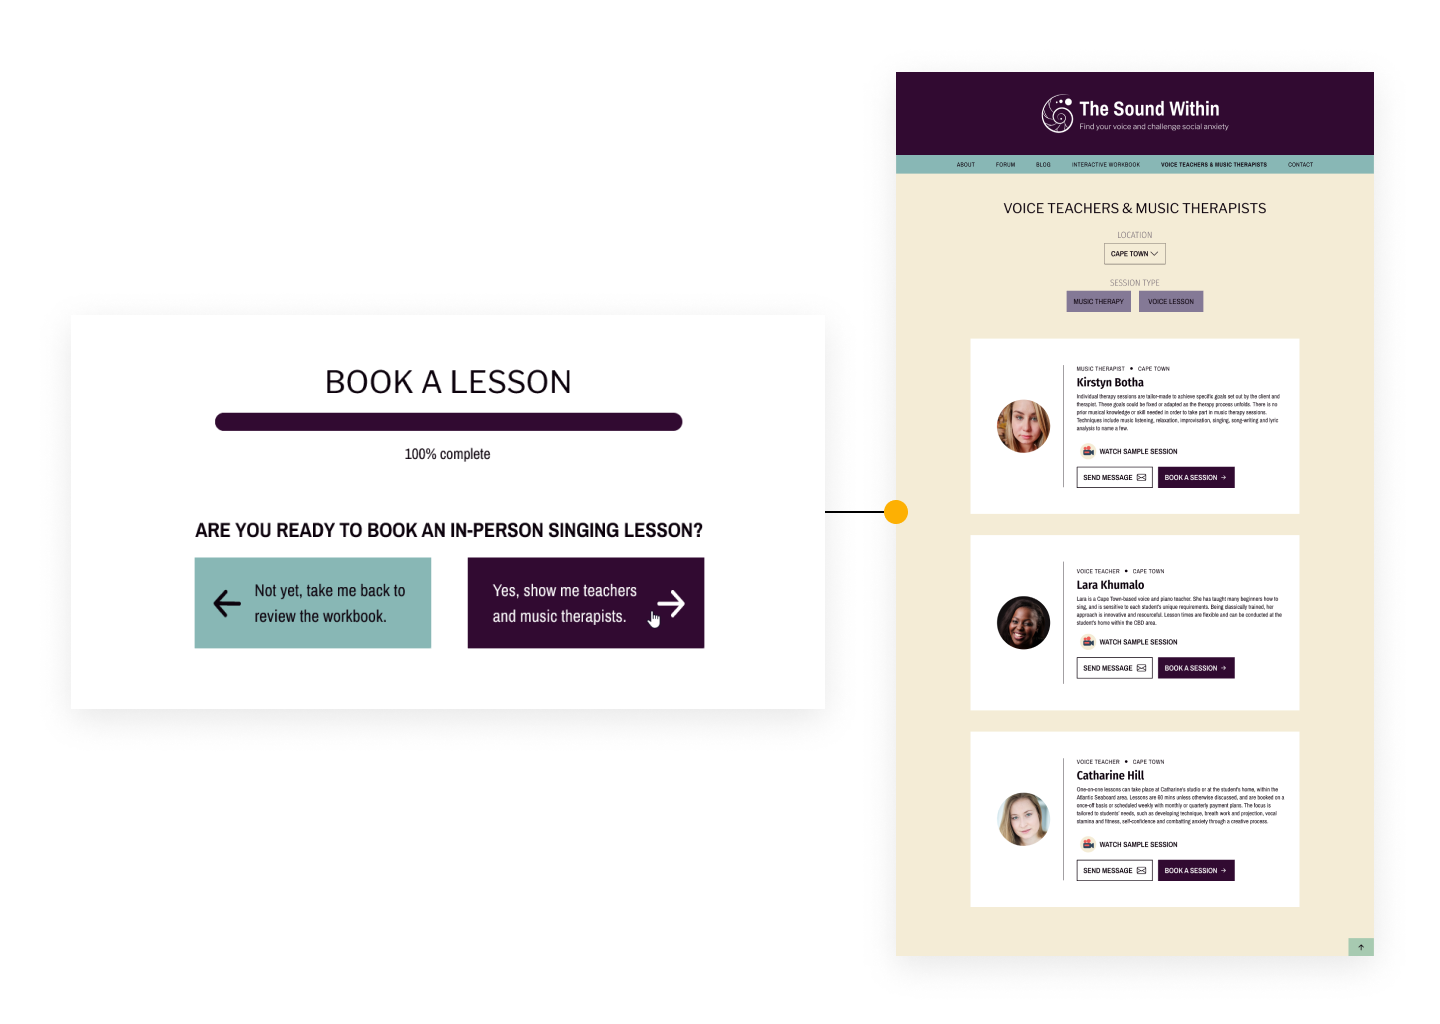 BOOK A LESSON
100% complete
ARE YOU READY TO BOOK AN IN-PERSON SINGING LESSON?
Not yet, take me back to
review the workbook.
Yes, show me teachers
and music therapists.
The Sound Within
Find your voice and challenge social anxiety
ABOUT FORUM BLOG INTERACTIVE WORKBOOK VOICE TEACHERS & MUSIC THERAPISTS CONTACT
VOICE TEACHERS & MUSIC THERAPISTS
LOCATION
CAPE TOWN
SESSION TYPE
MUSIC THERAPY VOICE LESSON
MUSIC THERAPIST • CAPE TOWN
Kirstyn Botha
Individual therapy sessions are tailor-made to achieve specific goals set out by the client and
therapist. These goals could be fixed or adapted as the therapy process unfolds. There is no
prior musical knowledge or skill needed in order to take part in music therapy sessions.
Techniques include music listening, relaxation, improvisation, singing, song-writing and lyric
analysis to name a few.
WATCH SAMPLE SESSION
SEND MESSAGE BOOK A SESSION
VOICE TEACHER • CAPE TOWN
Lara Khumalo
Lara is a Cape Town-based voice and piano teacher. She has taught many beginners how to
sing, and is sensitive to each student's unique requirements. Being classically trained, her
approach is innovative and resourceful. Lesson times are flexible and can be conducted at the
student's home within the CBD area.
WATCH SAMPLE SESSION
SEND MESSAGE BOOK A SESSION
VOICE TEACHER • CAPE TOWN
Catharine Hill
One-on-one lessons can take place at Catharine's studio or at the student's home, within the
Atlantic Seaboard area. Lessons are 60 mins unless otherwise discussed, and are booked on a
once-off basis or scheduled weekly with monthly or quarterly payment plans. The focus is
tailored to students' needs, such as developing technique, breath work and projection, vocal
stamina and fitness, self-confidence and combatting anxiety through a creative process.
WATCH SAMPLE SESSION
SEND MESSAGE BOOK A SESSION